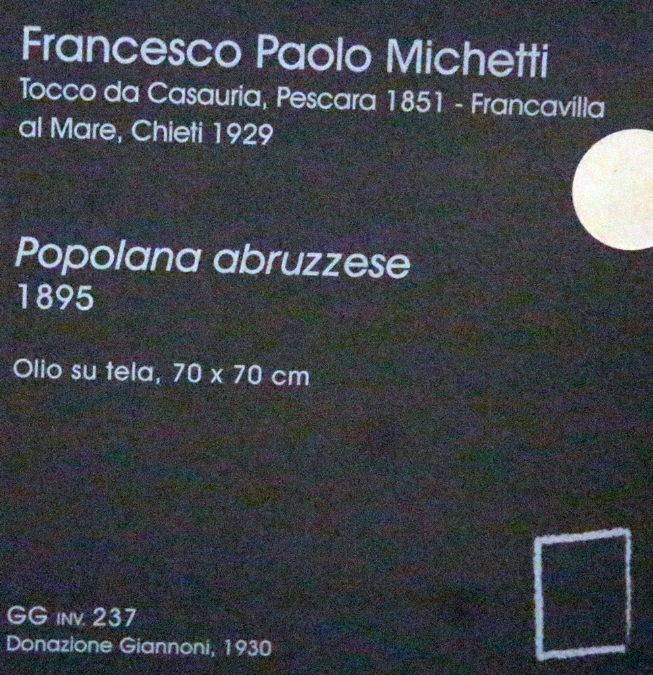 Francesco Paolo Michetti
Tocco da Casauria, Pescara 1851 - Francavilla
al Mare, Chieti 1929
Popolana abruzzese
1895
Olio su tela, 70 x 70 cm
GG INV. 237
Donazione Giannoni, 1930